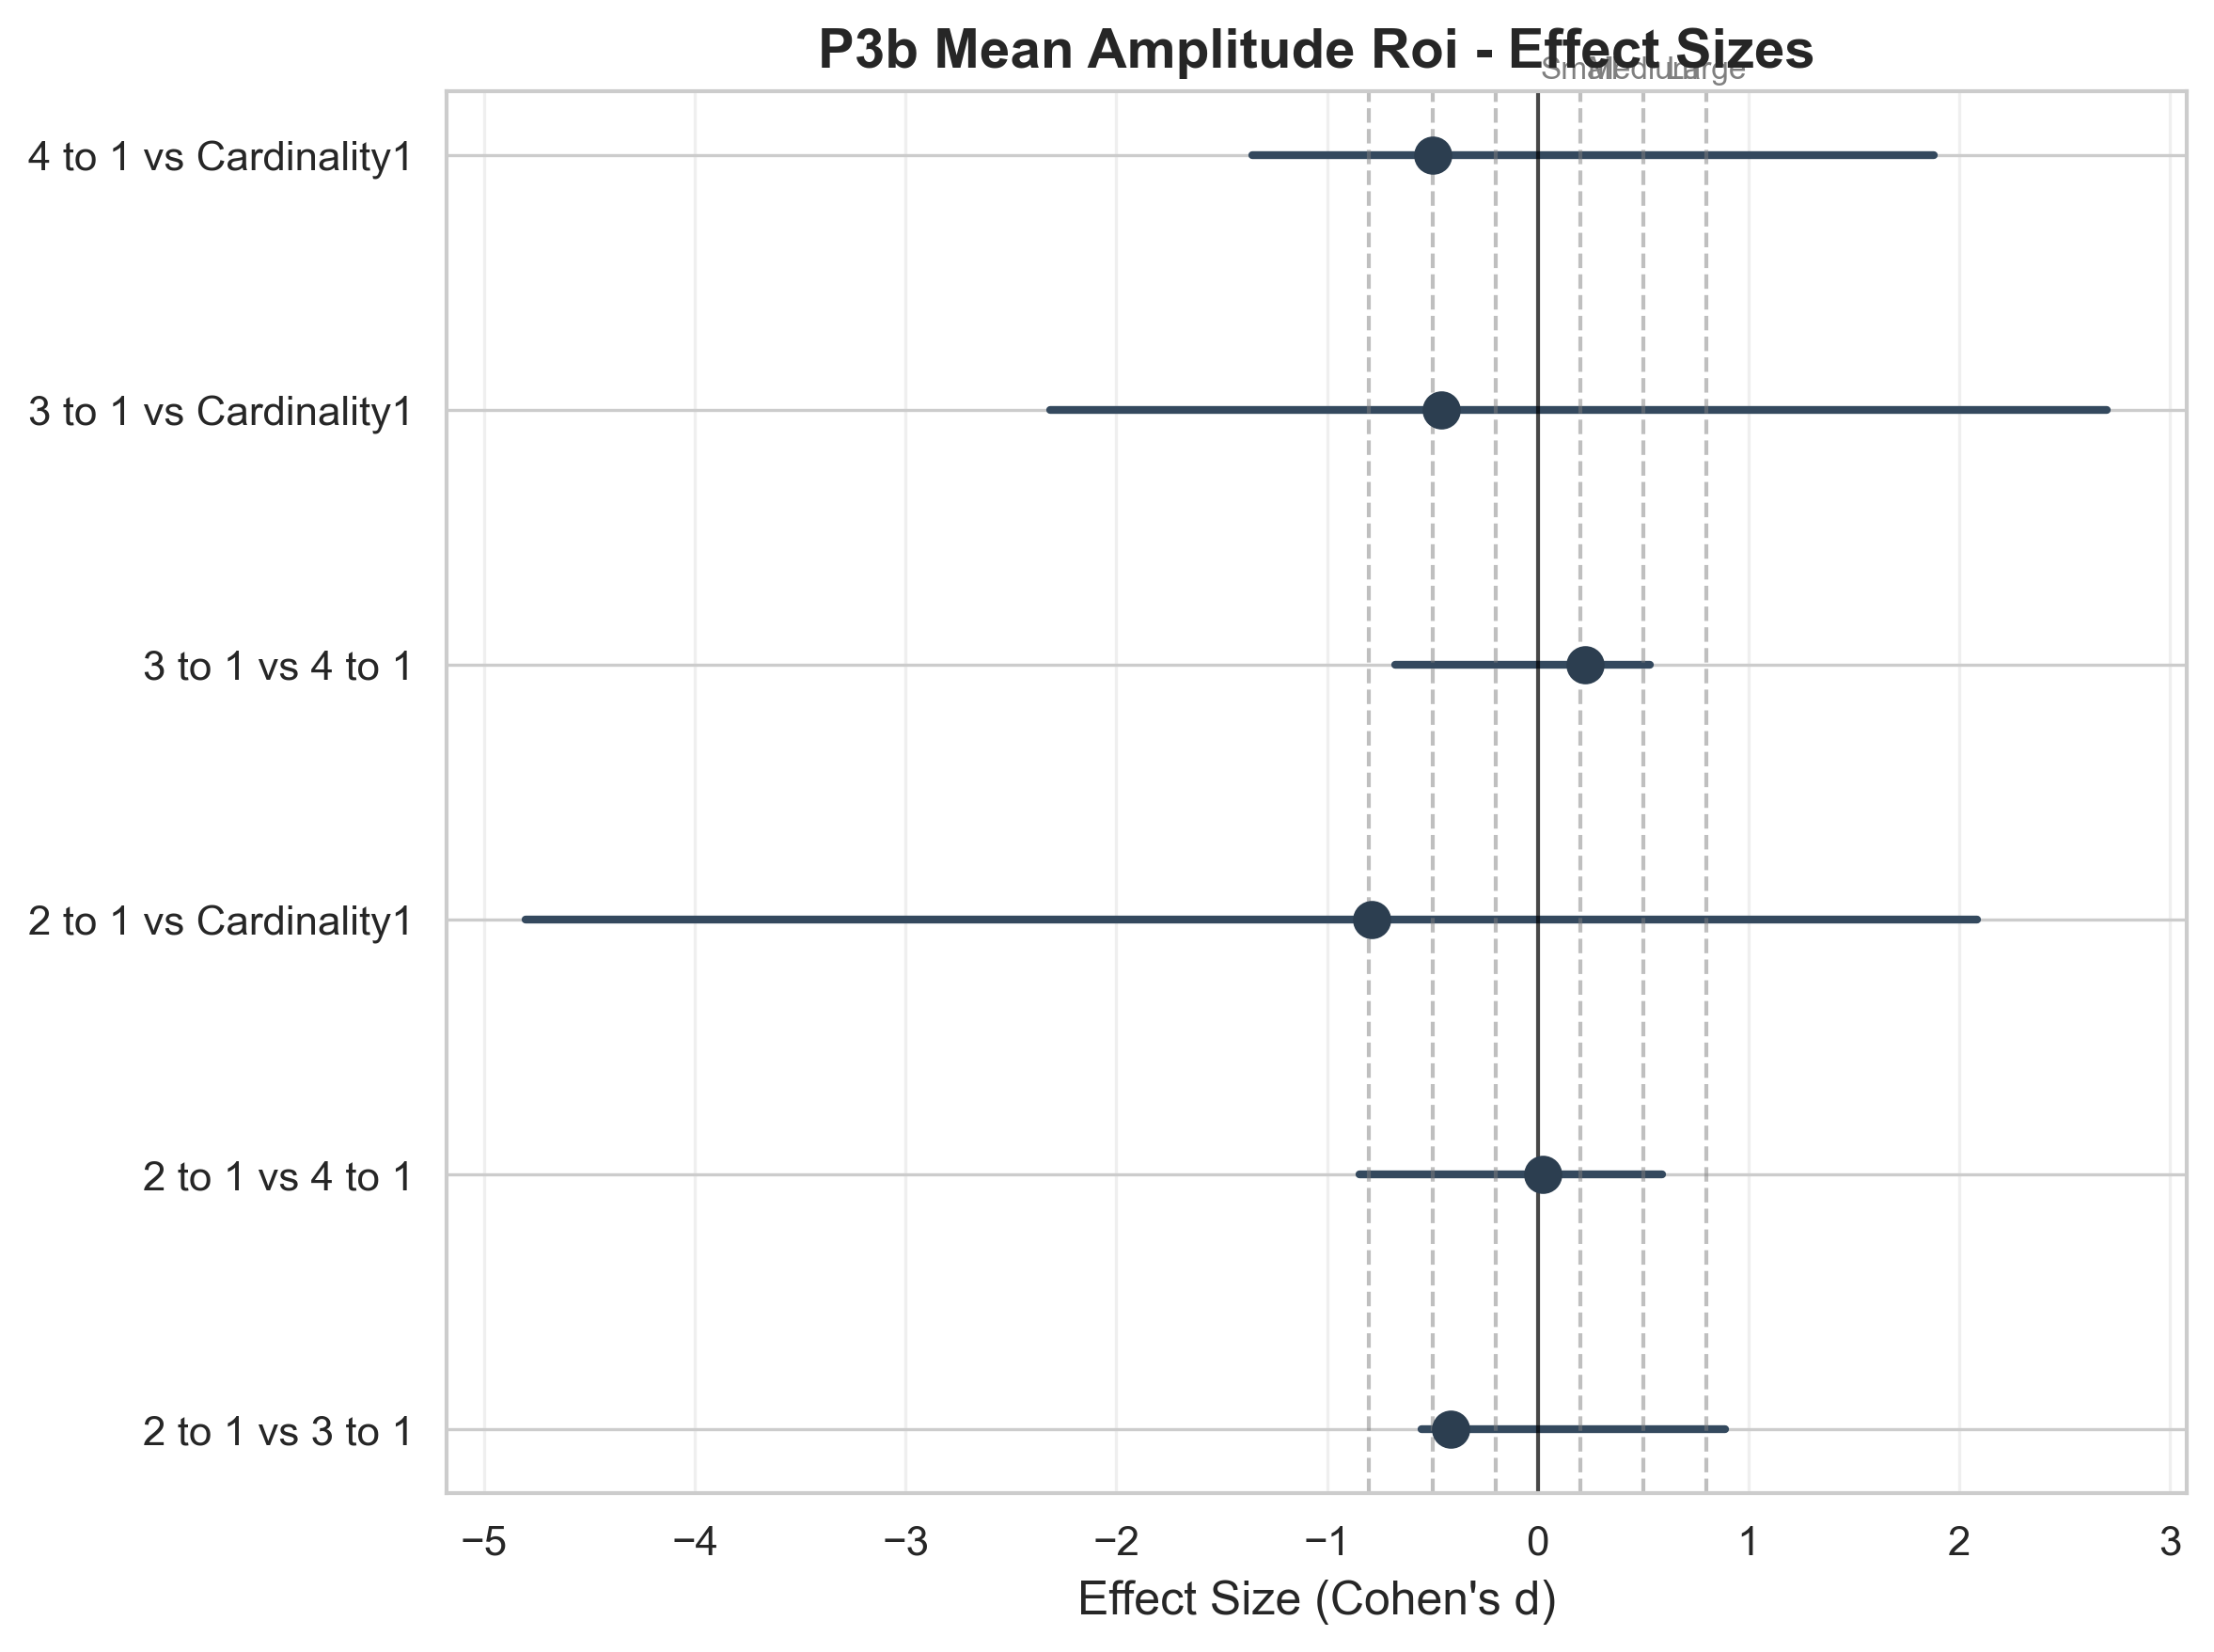 P3b Mean Amplitude Roi - Effect Sizes
Small Medium Large
4 to 1 vs Cardinality1
3 to 1 vs Cardinality1
3 to 1 vs 4 to 1
2 to 1 vs Cardinality1
2 to 1 vs 4 to 1
2 to 1 vs 3 to 1
−5 −4 −3 −2 −1 0 1 2 3
Effect Size (Cohen's d)